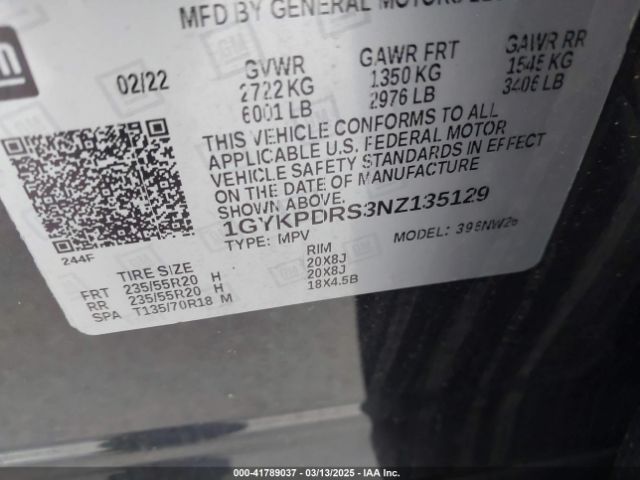 MFD BY GENERAL MOTORS
02/22
GVWR
2722 KG
6001 LB
GAWR FRT
1350 KG
2976 LB
GAWR RR
1545 KG
3406 LB
THIS VEHICLE CONFORMS TO ALL
APPLICABLE U.S. FEDERAL MOTOR
VEHICLE SAFETY STANDARDS IN EFFECT
ON THE DATE OF MANUFACTURE
SHOWN ABOVE.
1GYKPDRS3NZ135129
TYPE: MPV
MODEL:
244F
TIRE SIZE
RIM
FRT 235/55R20 H 20X8J
RR 235/55R20 H 20X8J
SPA T135/70R18 M 18X4.5B
GM
000-41789037 - 03/13/2025 - IAA Inc.